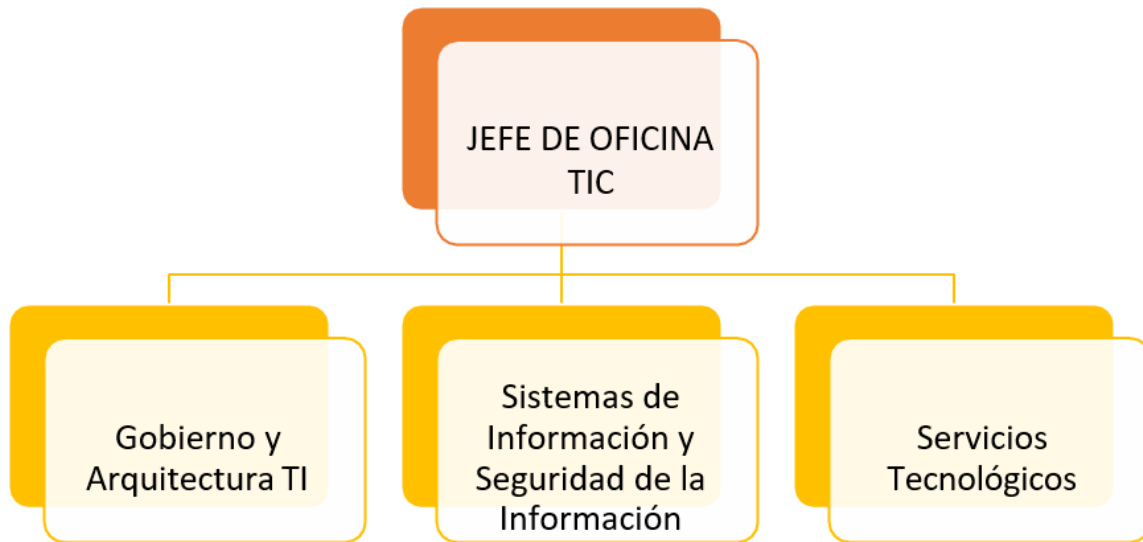 JEFE DE OFICINA
TIC
Gobierno y
Arquitectura TI
Sistemas de
Información y
Seguridad de la
Información
Servicios
Tecnológicos